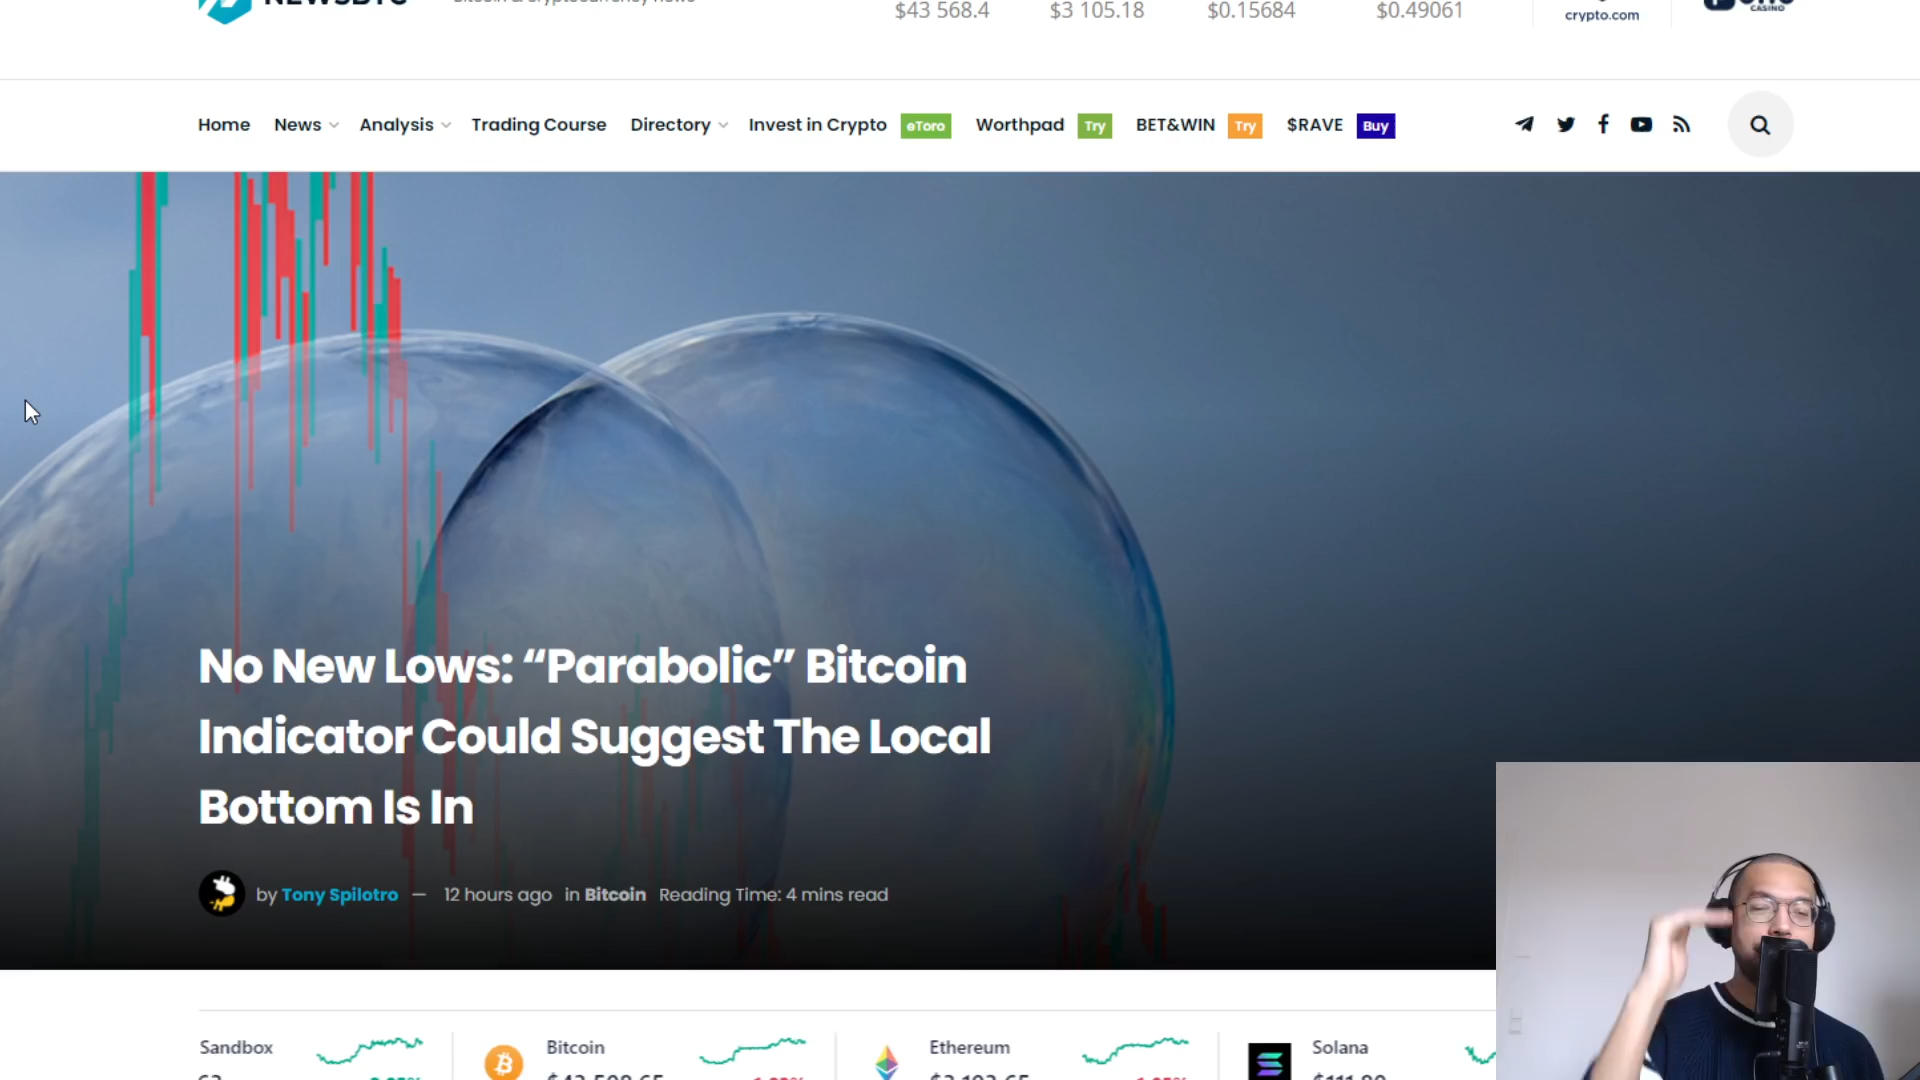 NEWSBTC
$43 568.4
$3 105.18
$0.15684
$0.49061
crypto.com
CASINO
Home
News
Analysis
Trading Course
Directory
Invest in Crypto
eToro
Worthpad
Try
BET&WIN
Try
$RAVE
Buy
No New Lows: “Parabolic” Bitcoin
Indicator Could Suggest The Local
Bottom Is In
by Tony Spilotro — 12 hours ago in Bitcoin Reading Time: 4 mins read
Sandbox
Bitcoin
Ethereum
Solana